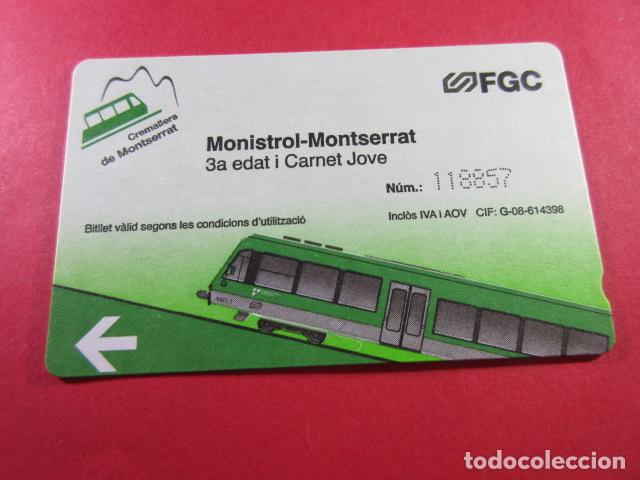 Cremallera
de Montserrat
FGC
Monistrol-Montserrat
3a edat i Carnet Jove
Núm.: 118857
Bitllet vàlid segons les condicions d'utilització
Inclòs IVA i AOV CIF: G-08-614398
todocoleccion